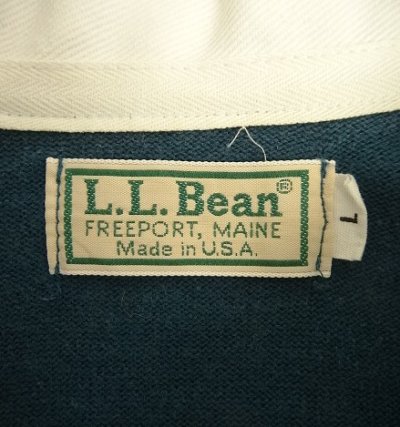 L.L.Bean®
FREEPORT, MAINE
Made in U.S.A.
L